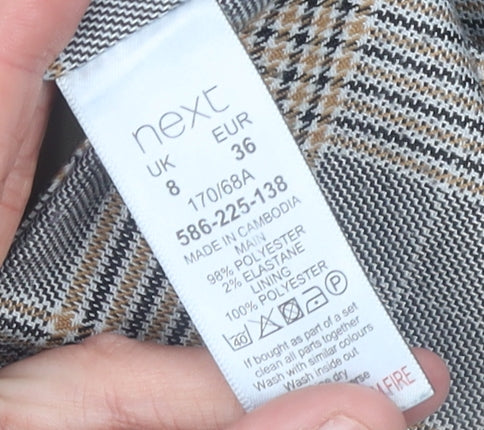 next
UK EUR
8 36
170/68A
586-225-138
MADE IN CAMBODIA
MAIN
98% POLYESTER
2% ELASTANE
LINING
100% POLYESTER
40 P
If bought as part of a set
clean all parts together
Wash with similar colours
Wash inside out
dry
FIRE